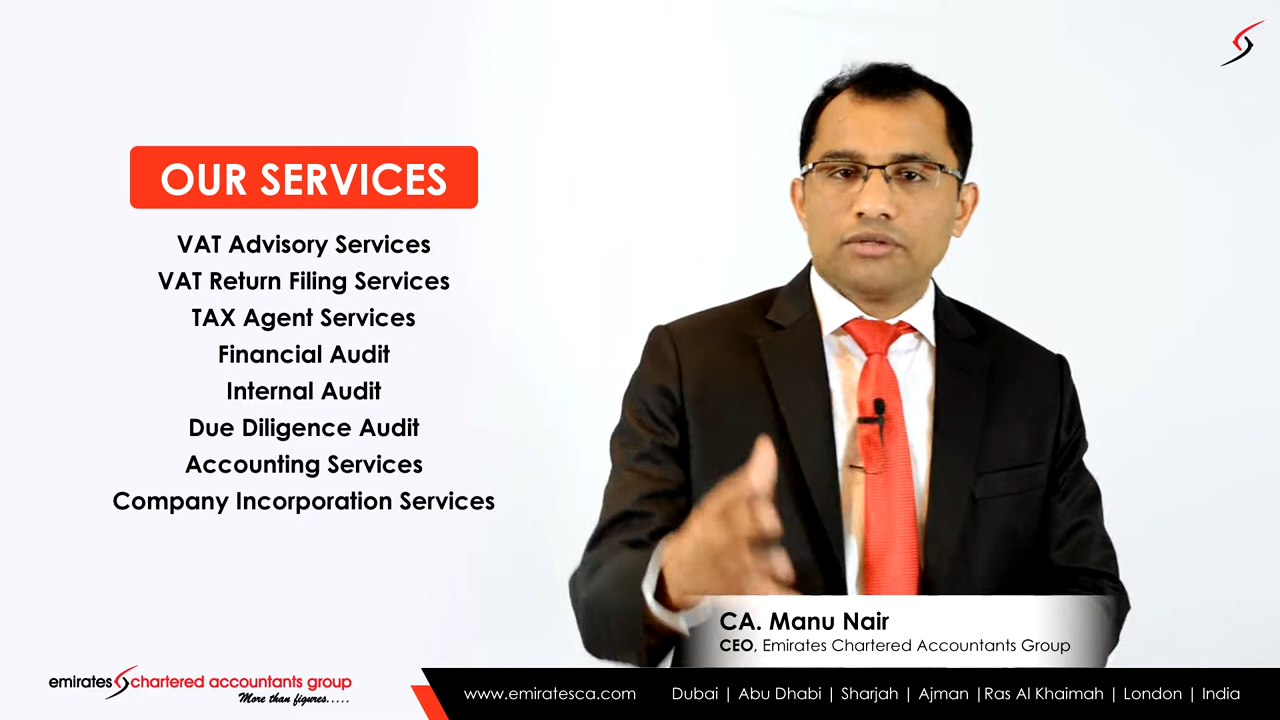 OUR SERVICES
VAT Advisory Services
VAT Return Filing Services
TAX Agent Services
Financial Audit
Internal Audit
Due Diligence Audit
Accounting Services
Company Incorporation Services
CA. Manu Nair
CEO, Emirates Chartered Accountants Group
emirates chartered accountants group
More than figures.....
www.emiratesca.com
Dubai | Abu Dhabi | Sharjah | Ajman |Ras Al Khaimah | London | India